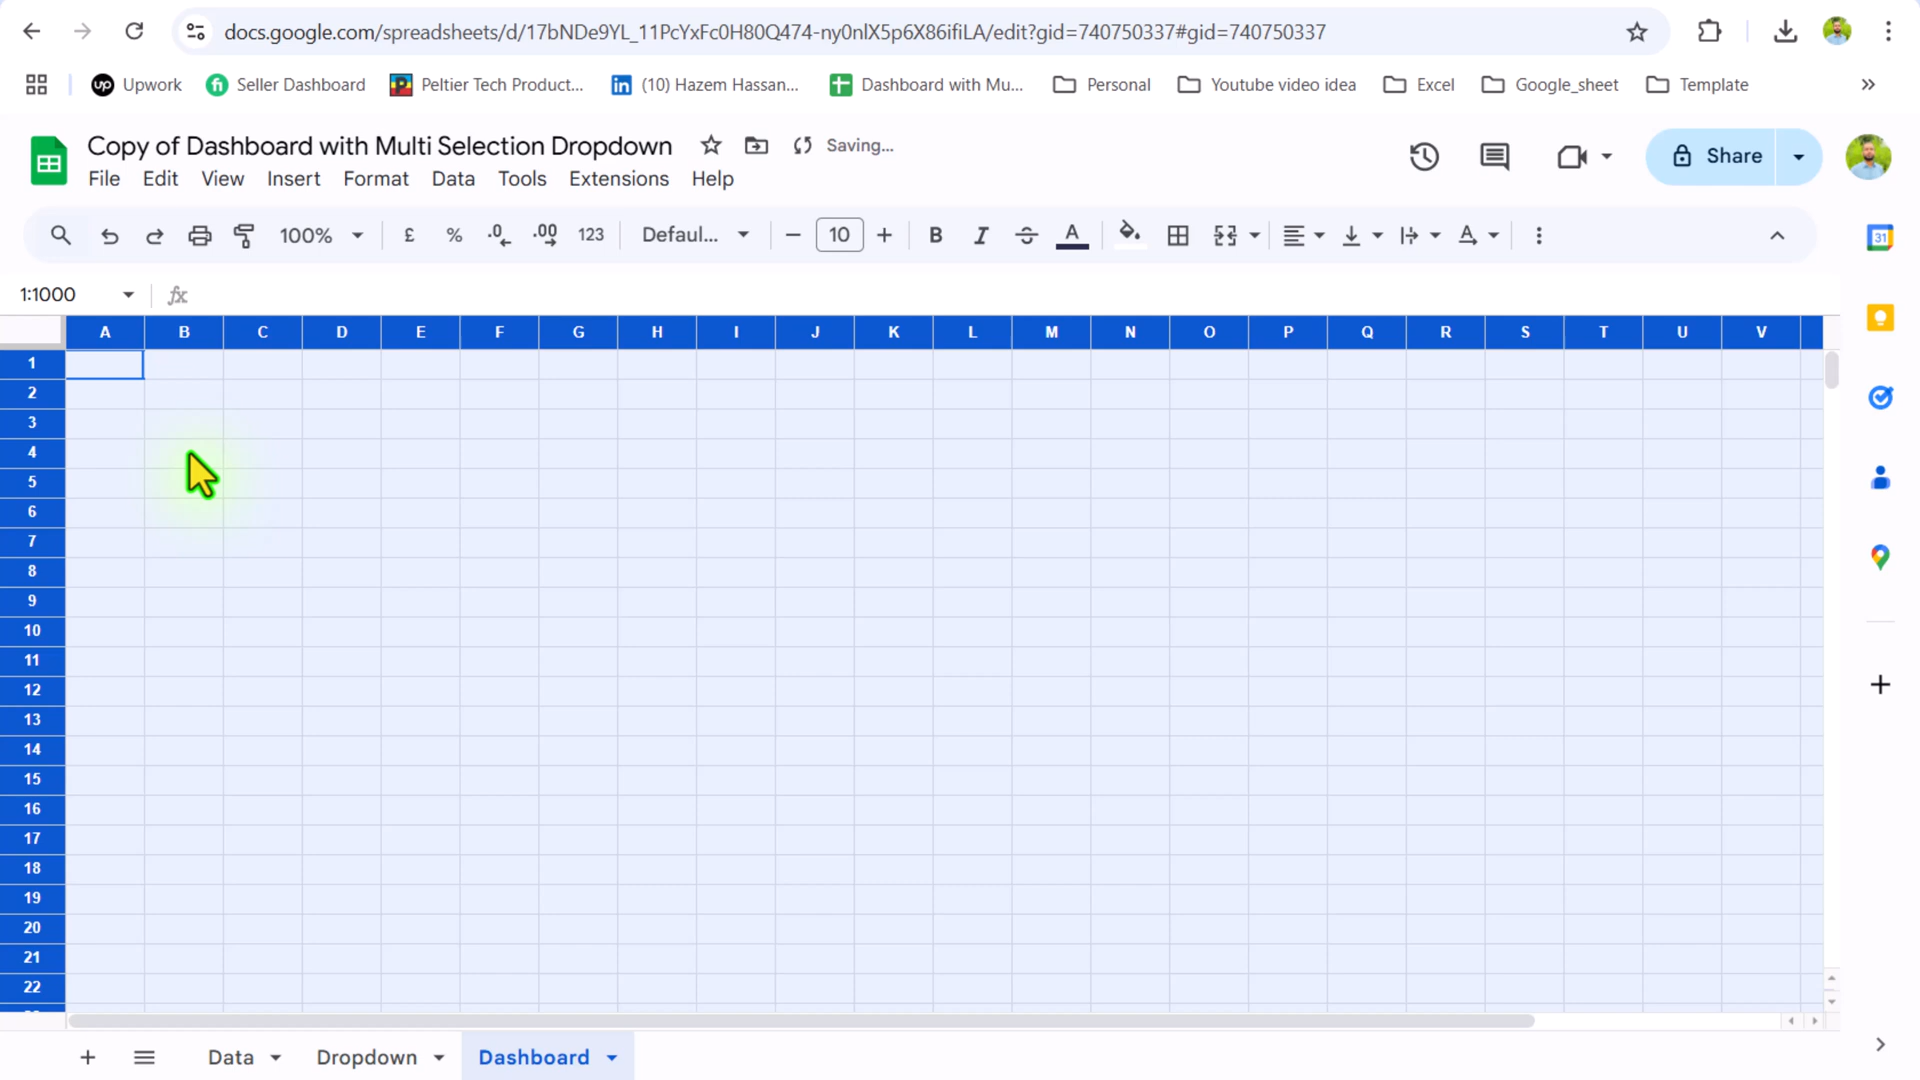 docs.google.com/spreadsheets/d/17bNDe9YL_11PcYxFc0H80Q474-ny0nlX5p6X86ifiLA/edit?gid=740750337#gid=740750337
up Upwork fi Seller Dashboard P Peltier Tech Product... in (10) Hazem Hassan... Dashboard with Mu... Personal Youtube video idea Excel Google_sheet Template
Copy of Dashboard with Multi Selection Dropdown Saving...
File Edit View Insert Format Data Tools Extensions Help
Share
100% £ % .0 .00 123 Defaul... 10 B I A A
31
1:1000 fx
A B C D E F G H I J K L M N O P Q R S T U V
1
2
3
4
5
6
7
8
9
10
11
12
13
14
15
16
17
18
19
20
21
22
Data Dropdown Dashboard